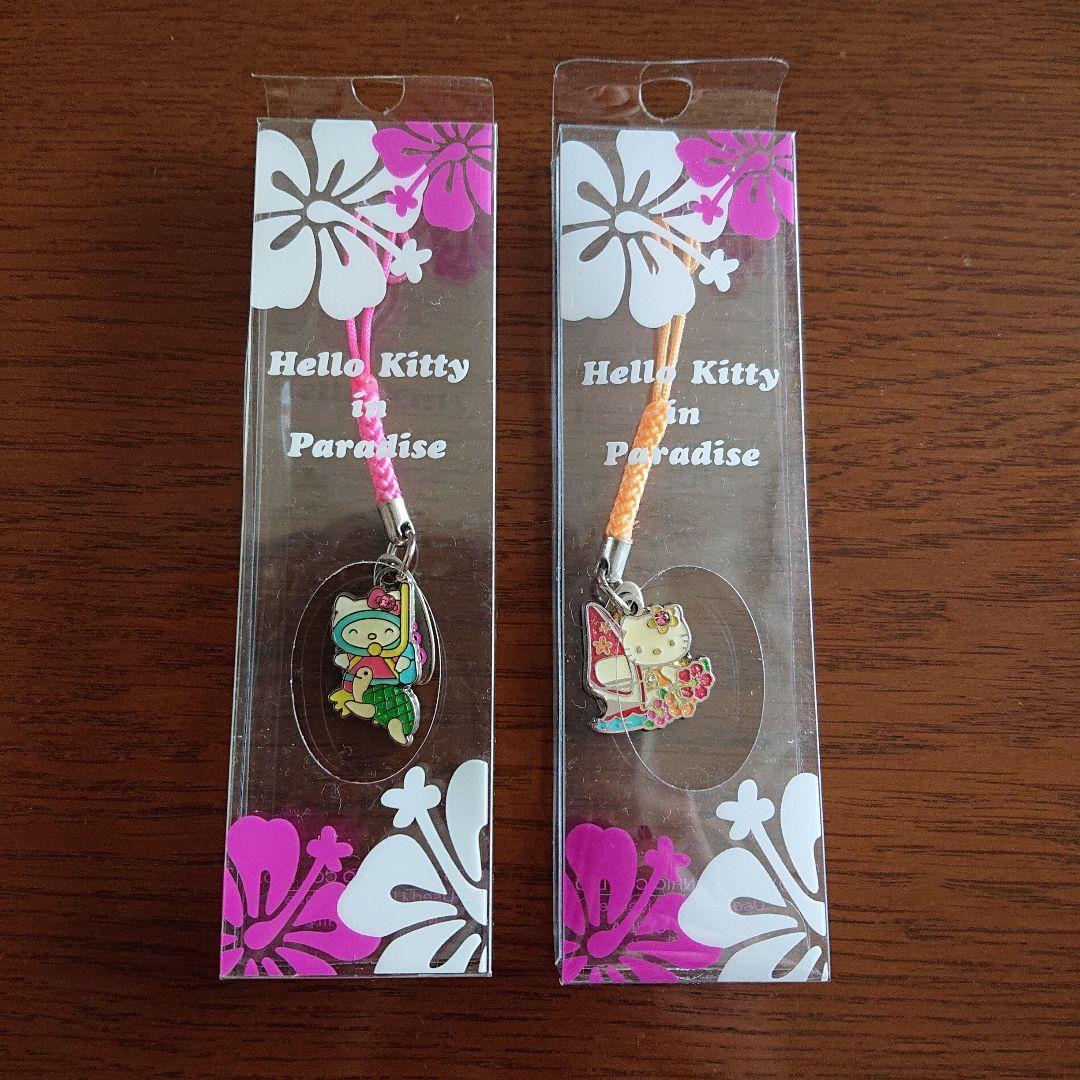 Hello Kitty
in
Paradise
Hello Kitty
in
Paradise